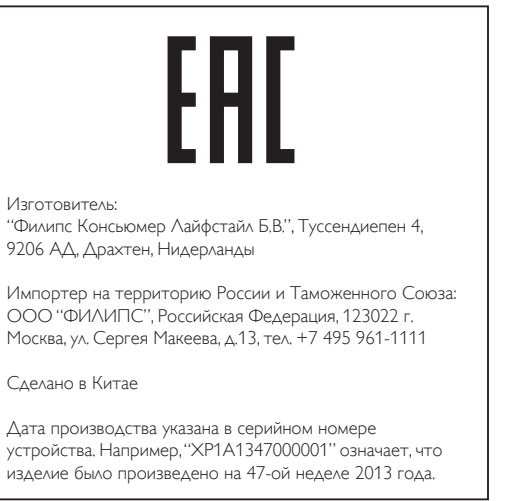 EAC
Изготовитель:
“Филипс Консьюмер Лайфстайл Б.В.”, Туссендиепен 4,
9206 АД, Драхтен, Нидерланды
Импортер на территорию России и Таможенного Союза:
ООО “ФИЛИПС”, Российская Федерация, 123022 г.
Москва, ул. Сергея Макеева, д.13, тел. +7 495 961-1111
Сделано в Китае
Дата производства указана в серийном номере
устройства. Например, “XP1A1347000001” означает, что
изделие было произведено на 47-ой неделе 2013 года.